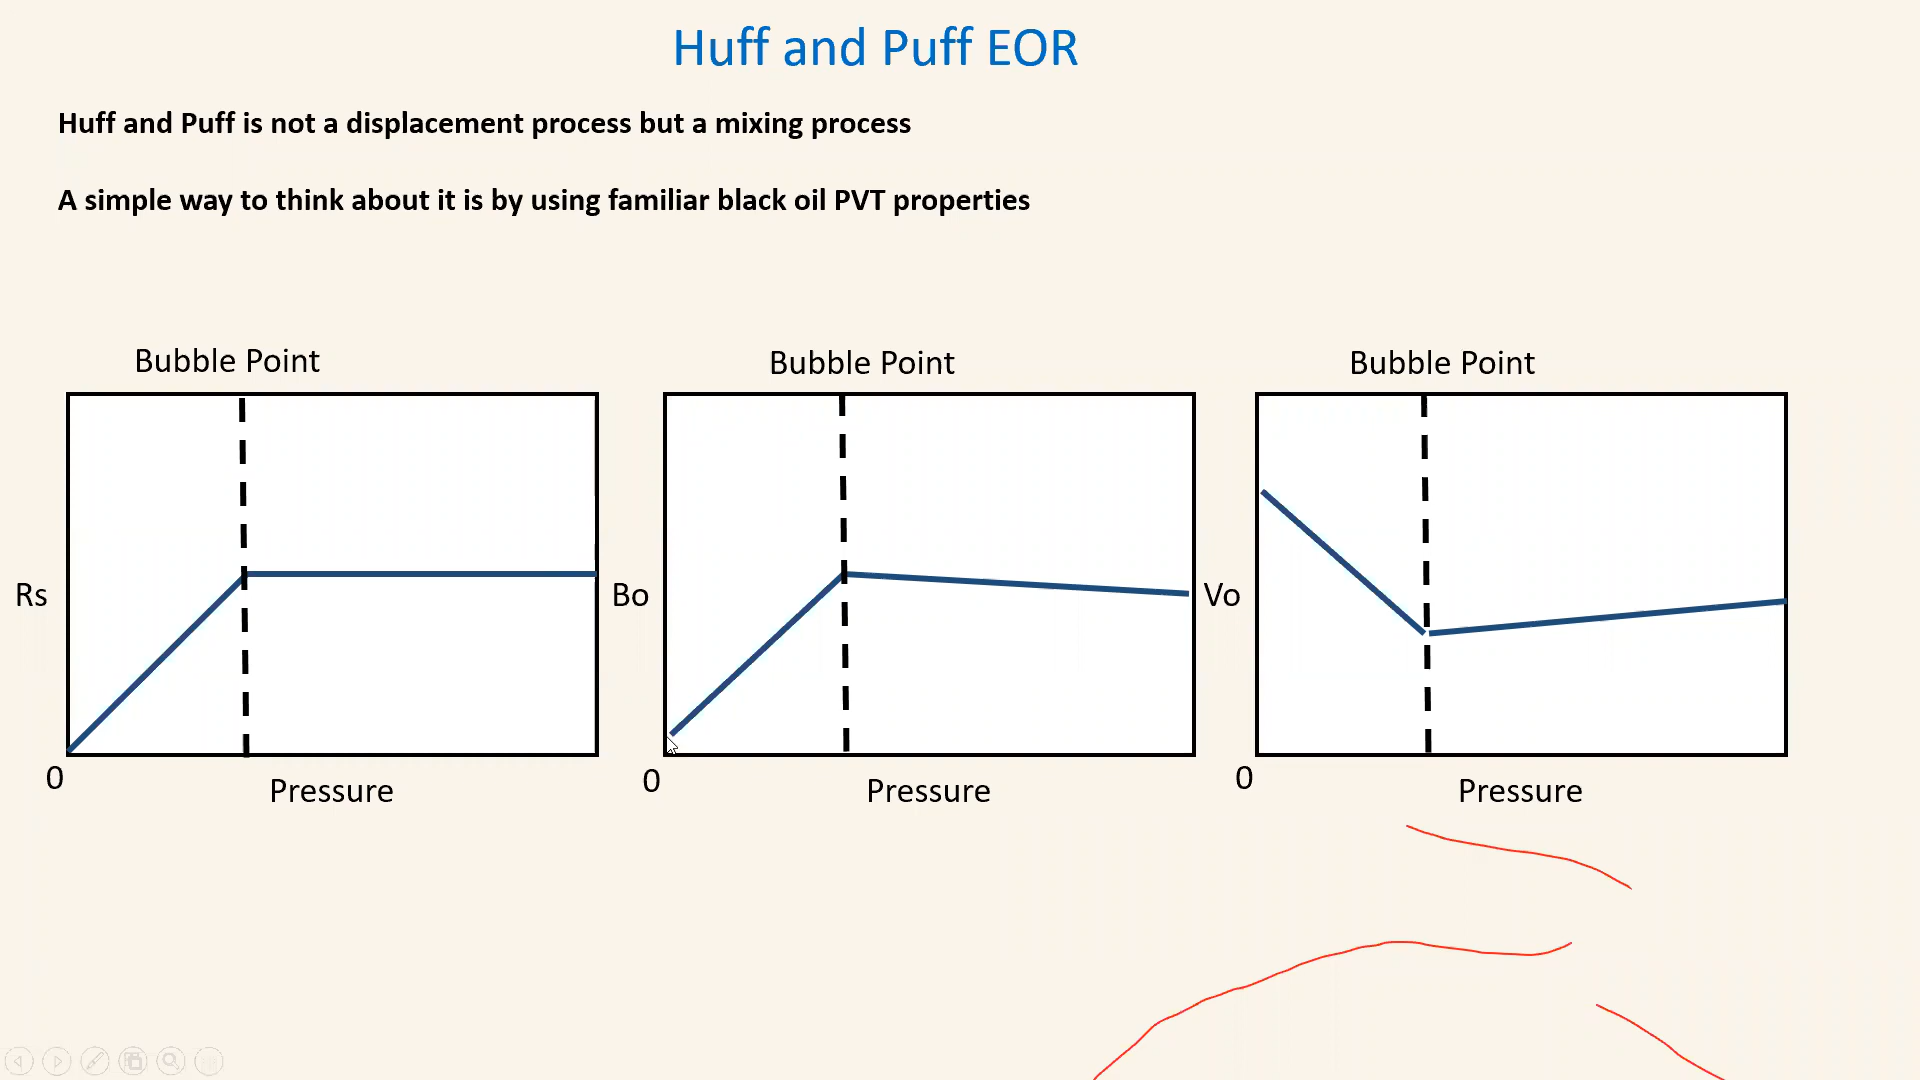 Huff and Puff EOR
Huff and Puff is not a displacement process but a mixing process
A simple way to think about it is by using familiar black oil PVT properties
Bubble Point
Bubble Point
Bubble Point
Rs
Bo
Vo
0
Pressure
0
Pressure
0
Pressure